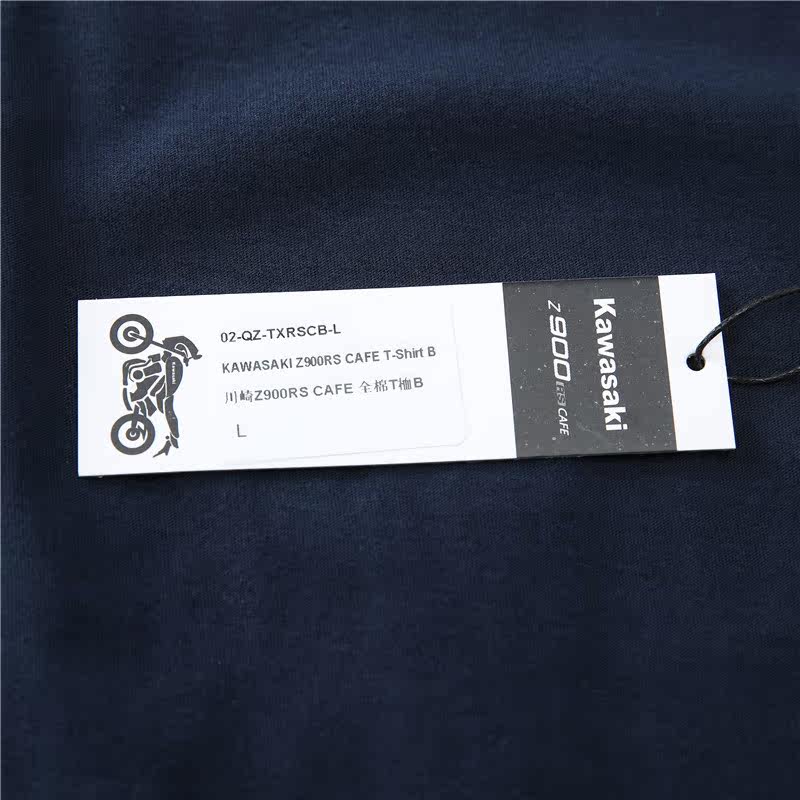 02-QZ-TXRSCB-L
KAWASAKI Z900RS CAFE T-Shirt B
川崎Z900RS CAFE 全棉T恤B
L
Kawasaki
Z900RS CAFE
Kawasaki